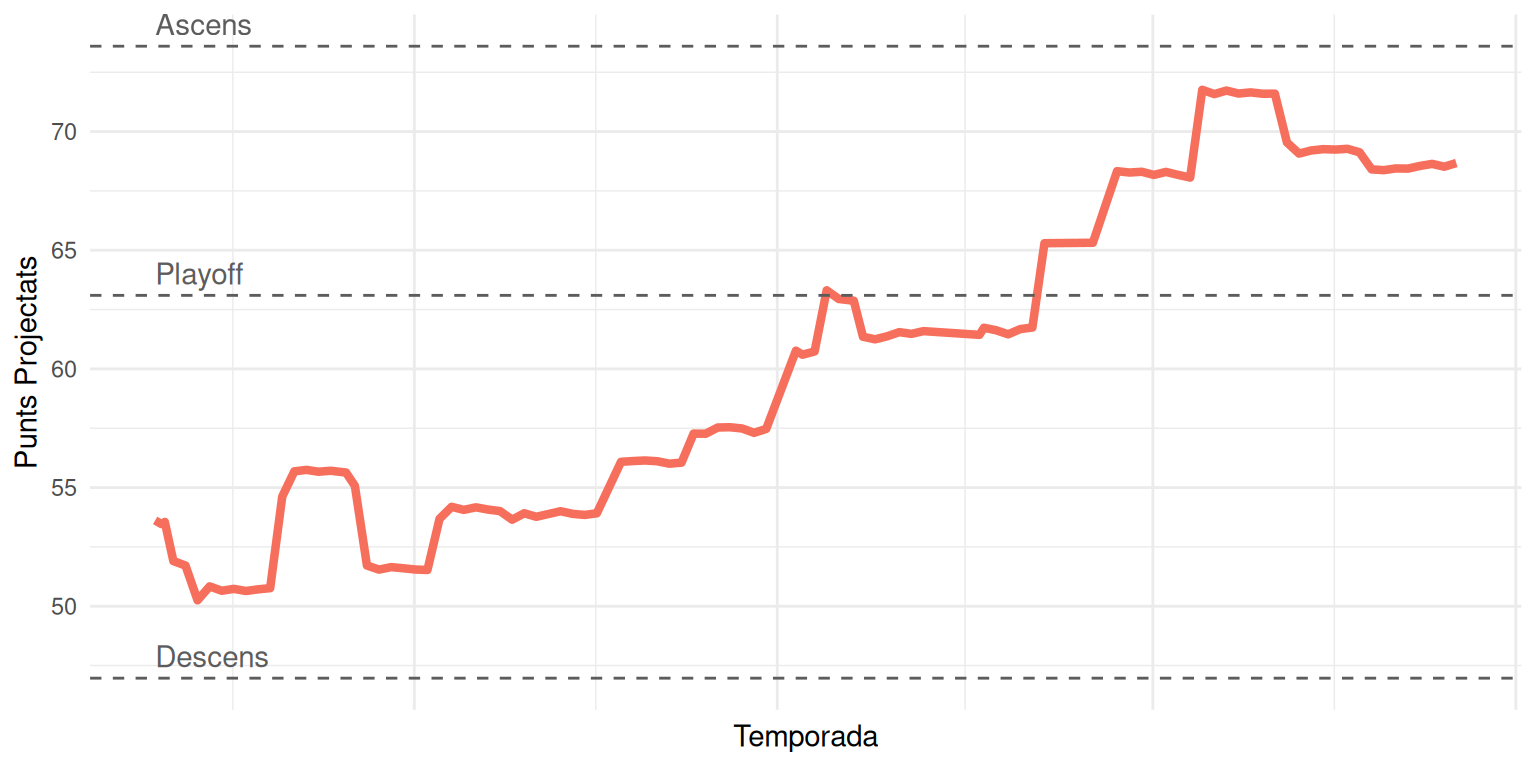 Ascens
70
65
Playoff
60
55
50
Descens
Punts Projectats
Temporada